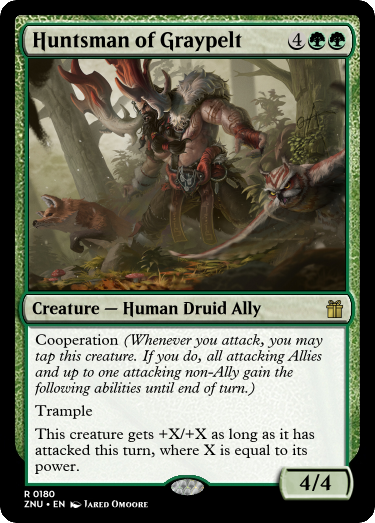 Huntsman of Graypelt 4
Creature — Human Druid Ally
Cooperation (Whenever you attack, you may
tap this creature. If you do, all attacking Allies
and up to one attacking non-Ally gain the
following abilities until end of turn.)
Trample
This creature gets +X/+X as long as it has
attacked this turn, where X is equal to its
power.
4/4
R 0180
ZNU • EN Jared Omoore